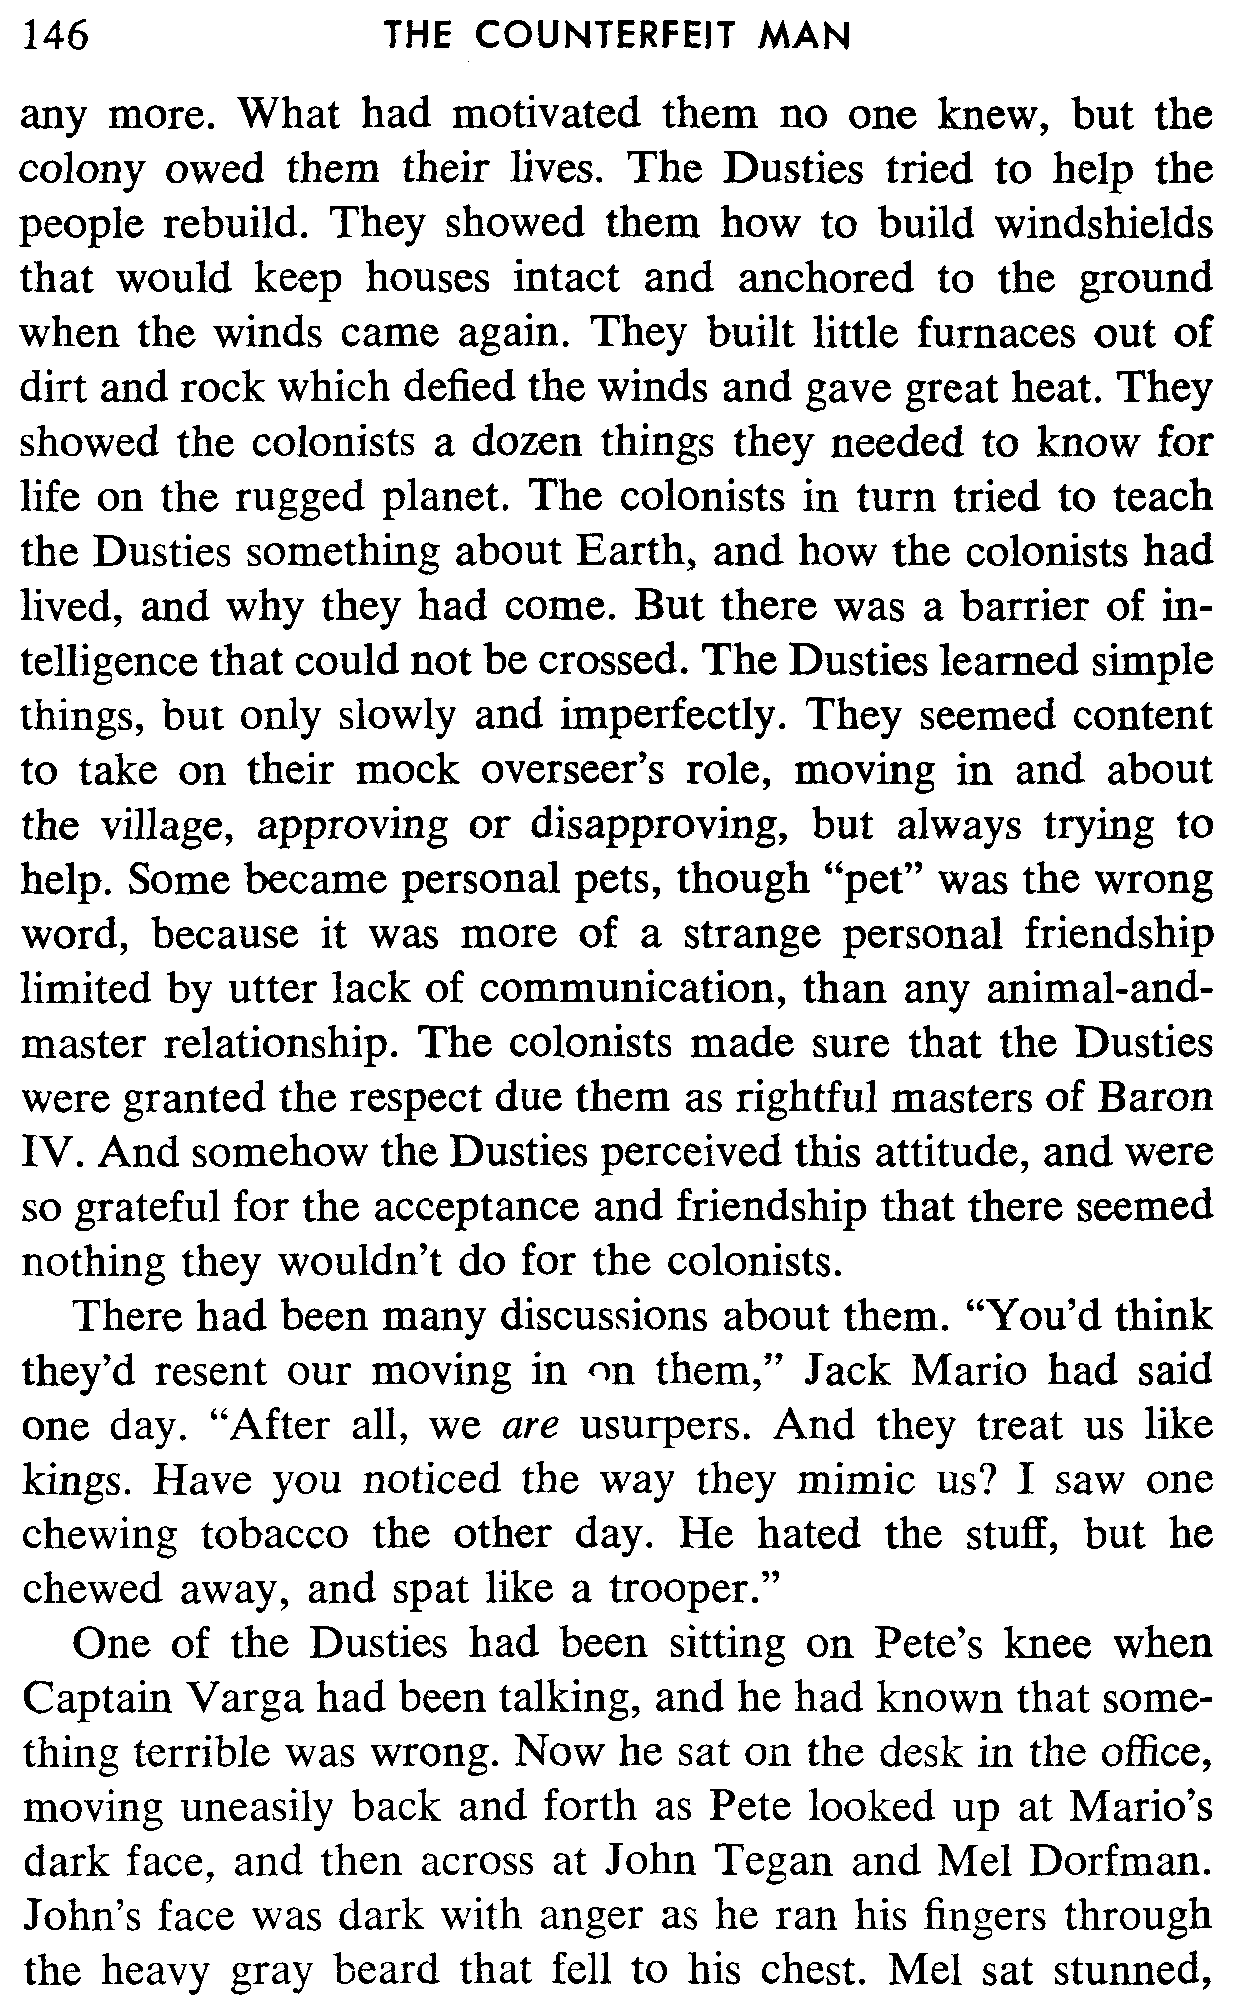 146 THE COUNTERFEIT MAN
any more. What had motivated them no one knew, but the
colony owed them their lives. The Dusties tried to help the
people rebuild. They showed them how to build windshields
that would keep houses intact and anchored to the ground
when the winds came again. They built little furnaces out of
dirt and rock which defied the winds and gave great heat. They
showed the colonists a dozen things they needed to know for
life on the rugged planet. The colonists in turn tried to teach
the Dusties something about Earth, and how the colonists had
lived, and why they had come. But there was a barrier of in-
telligence that could not be crossed. The Dusties learned simple
things, but only slowly and imperfectly. They seemed content
to take on their mock overseer's role, moving in and about
the village, approving or disapproving, but always trying to
help. Some became personal pets, though “pet” was the wrong
word, because it was more of a strange personal friendship
limited by utter lack of communication, than any animal-and-
master relationship. The colonists made sure that the Dusties
were granted the respect due them as rightful masters of Baron
IV. And somehow the Dusties perceived this attitude, and were
so grateful for the acceptance and friendship that there seemed
nothing they wouldn't do for the colonists.
There had been many discussions about them. “You'd think
they'd resent our moving in on them,” Jack Mario had said
one day. “After all, we are usurpers. And they treat us like
kings. Have you noticed the way they mimic us? I saw one
chewing tobacco the other day. He hated the stuff, but he
chewed away, and spat like a trooper.”
One of the Dusties had been sitting on Pete's knee when
Captain Varga had been talking, and he had known that some-
thing terrible was wrong. Now he sat on the desk in the office,
moving uneasily back and forth as Pete looked up at Mario's
dark face, and then across at John Tegan and Mel Dorfman.
John's face was dark with anger as he ran his fingers through
the heavy gray beard that fell to his chest. Mel sat stunned,